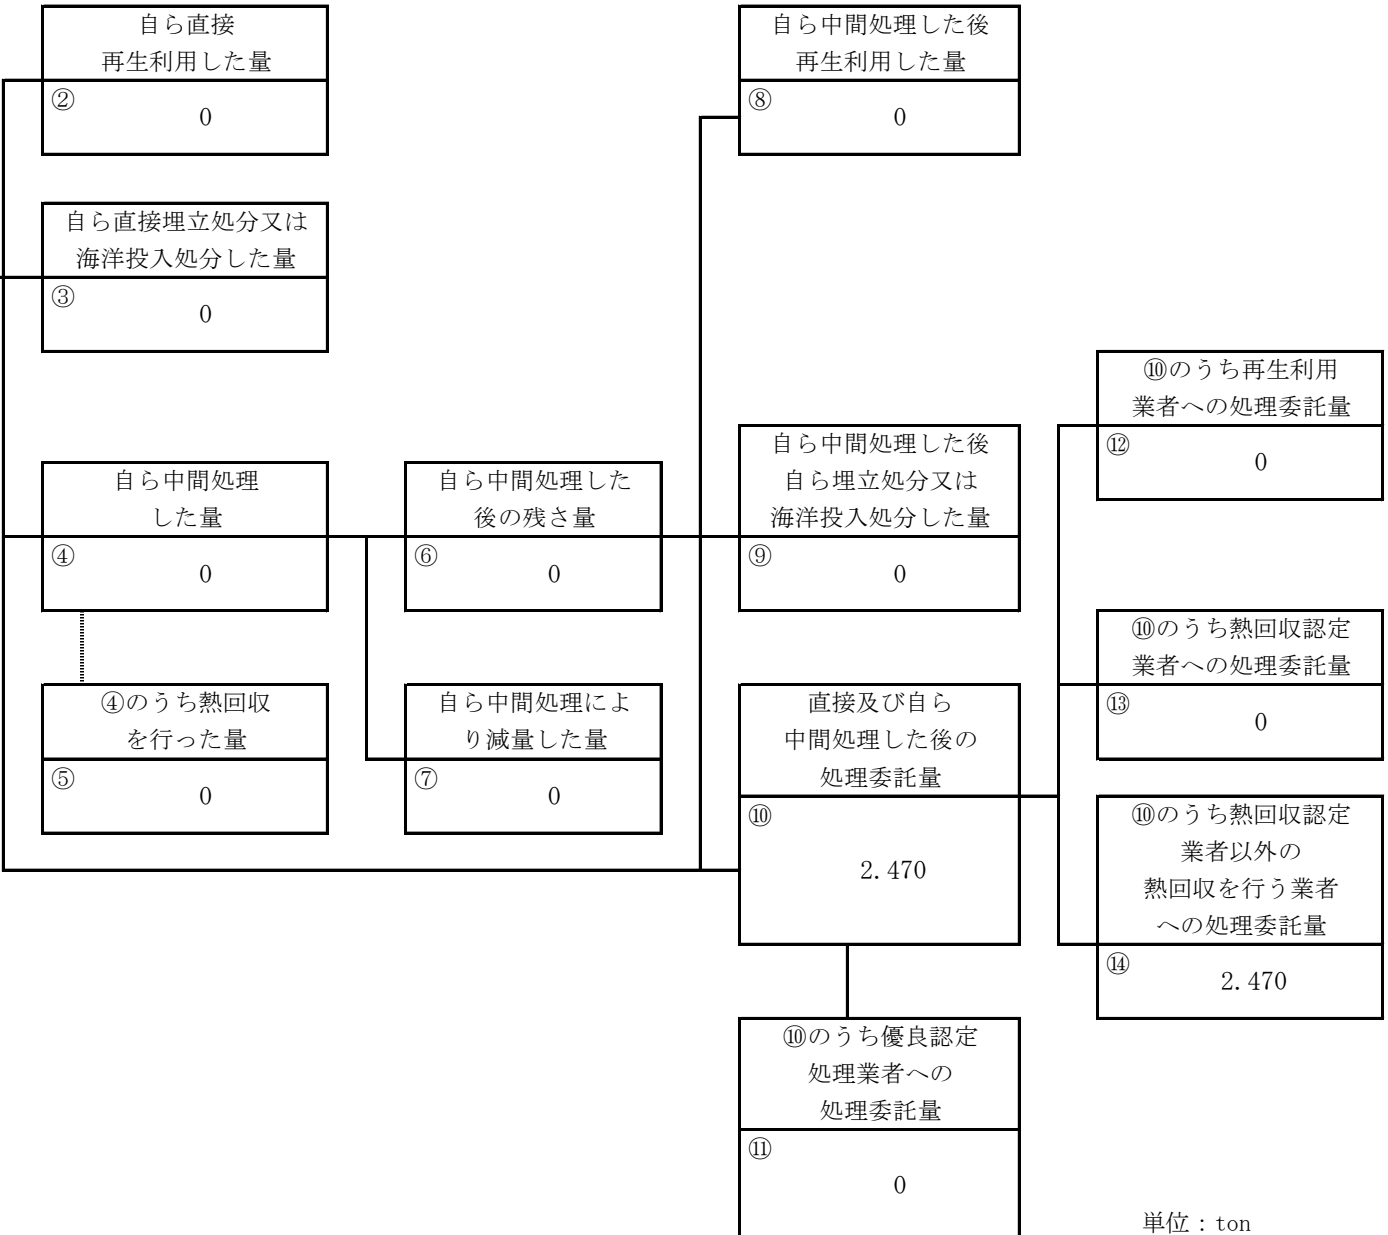 自ら直接
再生利用した量
②
0
自ら中間処理した後
再生利用した量
⑧
0
自ら直接埋立処分又は
海洋投入処分した量
③
0
⑩のうち再生利用
業者への処理委託量
⑫
0
自ら中間処理
した量
④
0
自ら中間処理した
後の残さ量
⑥
0
自ら中間処理した後
自ら埋立処分又は
海洋投入処分した量
⑨
0
⑩のうち熱回収認定
業者への処理委託量
⑬
0
④のうち熱回収
を行った量
⑤
0
自ら中間処理によ
り減量した量
⑦
0
直接及び自ら
中間処理した後の
処理委託量
⑩
2.470
⑩のうち熱回収認定
業者以外の
熱回収を行う業者
への処理委託量
⑭
2.470
⑩のうち優良認定
処理業者への
処理委託量
⑪
0
単位：ton